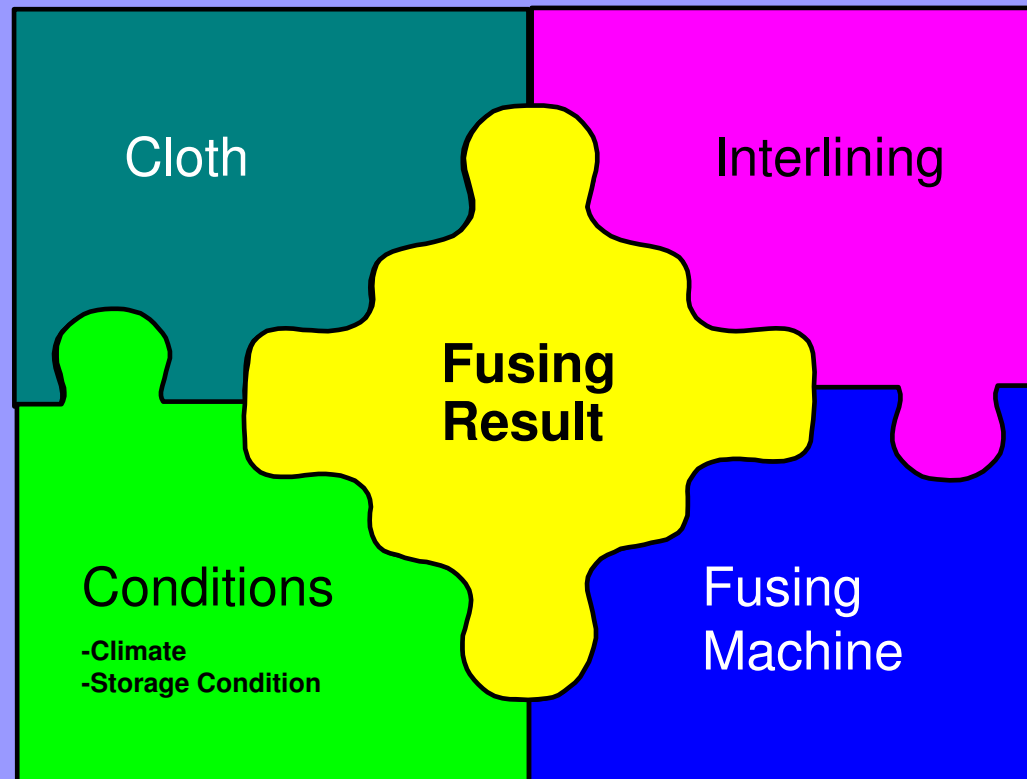 Cloth
Interlining
Fusing
Result
Conditions
-Climate
-Storage Condition
Fusing
Machine